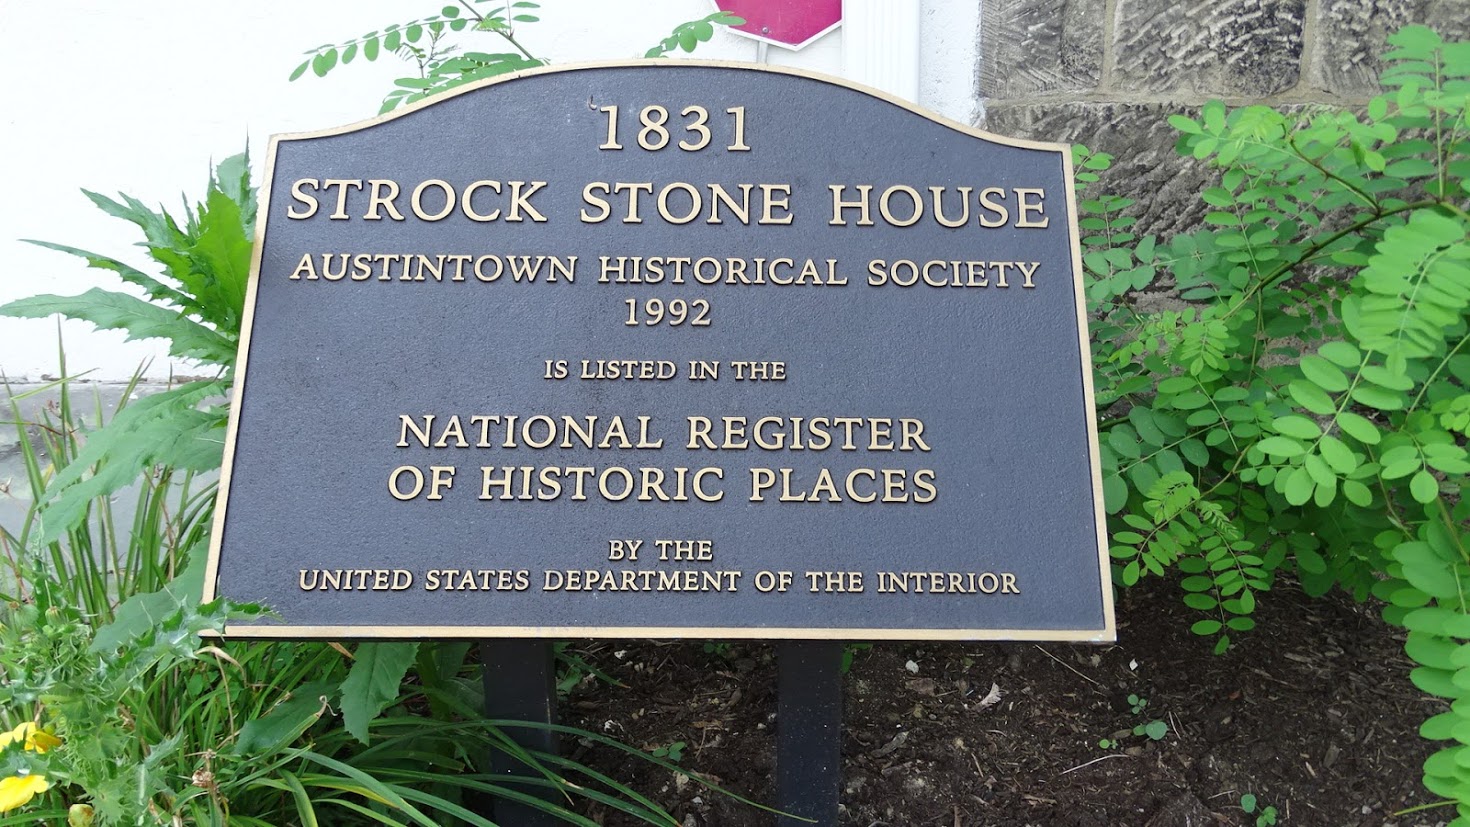 1831
STROCK STONE HOUSE
AUSTINTOWN HISTORICAL SOCIETY
1992
IS LISTED IN THE
NATIONAL REGISTER
OF HISTORIC PLACES
BY THE
UNITED STATES DEPARTMENT OF THE INTERIOR